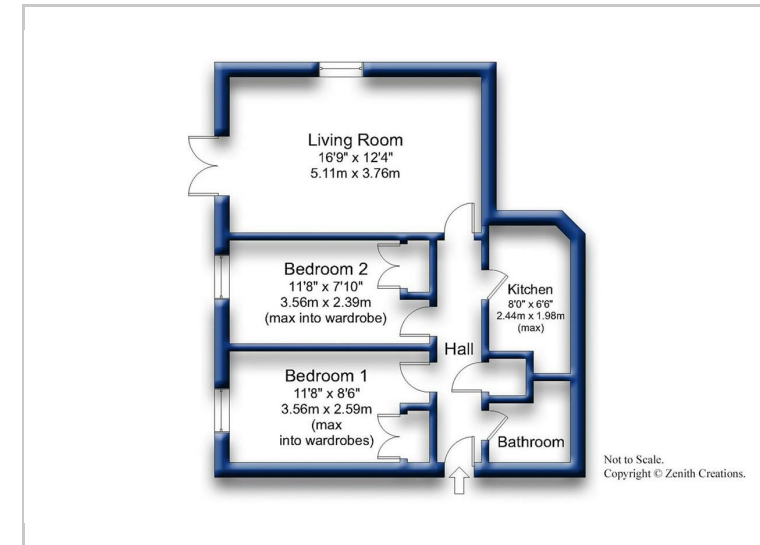 Living Room
16'9" x 12'4"
5.11m x 3.76m
Bedroom 2
11'8" x 7'10"
3.56m x 2.39m
(max into wardrobe)
Kitchen
8'0" x 6'6"
2.44m x 1.98m
(max)
Hall
Bedroom 1
11'8" x 8'6"
3.56m x 2.59m
(max
into wardrobes)
Bathroom
Not to Scale.
Copyright © Zenith Creations.